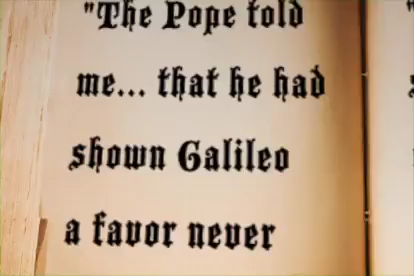 "The Pope told
me... that he had
shown Galileo
a favor never